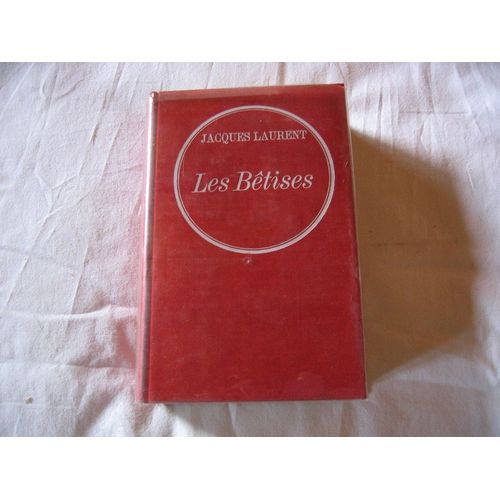 JACQUES LAURENT
Les Bêtises